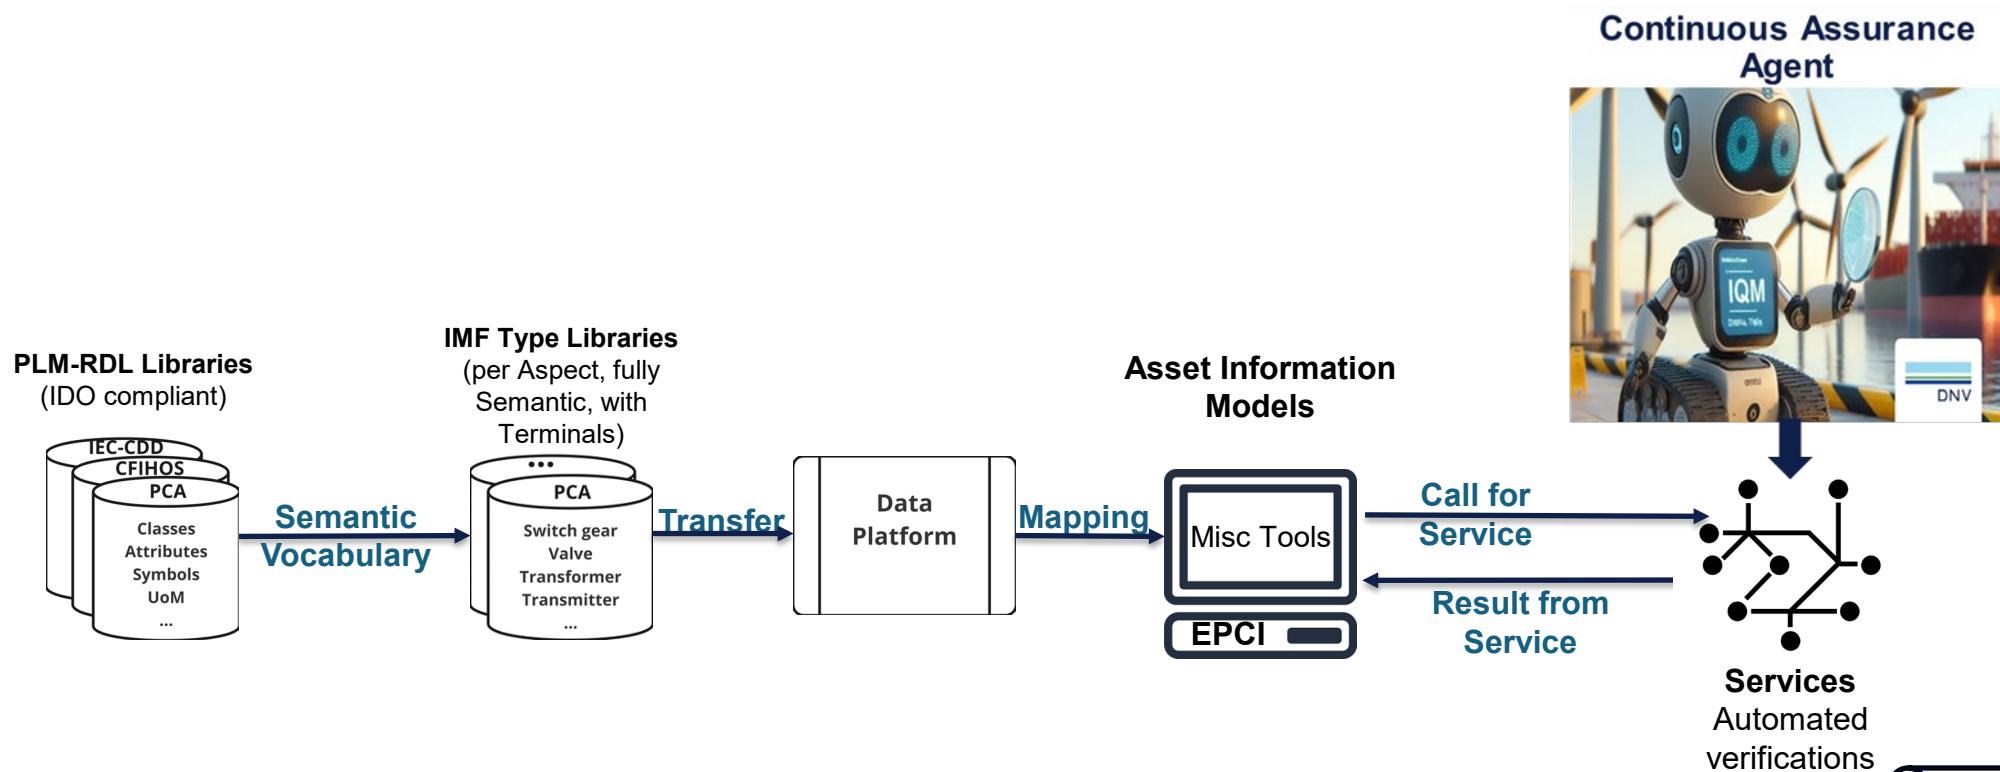 Continuous Assurance
Agent
IQM
DNV
PLM-RDL Libraries
(IDO compliant)
IEC-CDD
CFIHOS
PCA
Classes
Attributes
Symbols
UoM
...
Semantic
Vocabulary
IMF Type Libraries
(per Aspect, fully
Semantic, with
Terminals)
•••
PCA
Switch gear
Valve
Transformer
Transmitter
...
Transfer
Data
Platform
Mapping
Asset Information
Models
Misc Tools
EPCI
Call for
Service
Result from
Service
Services
Automated
verifications